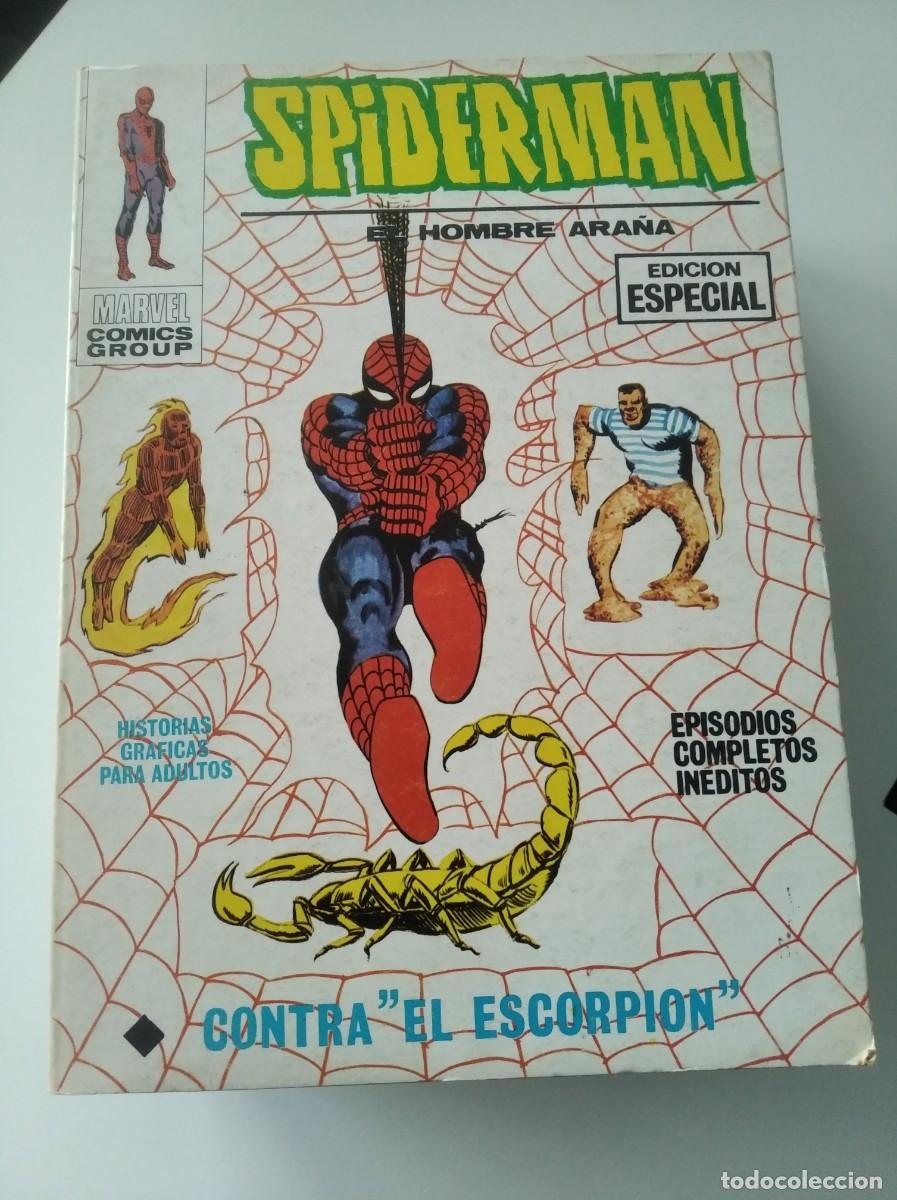 SPiDERMAN
EL HOMBRE ARAÑA
EDICION
ESPECIAL
MARVEL
COMICS
GROUP
HISTORIAS
GRAFICAS
PARA ADULTOS
EPISODIOS
COMPLETOS
INEDITOS
CONTRA "EL ESCORPION"
todocoleccion